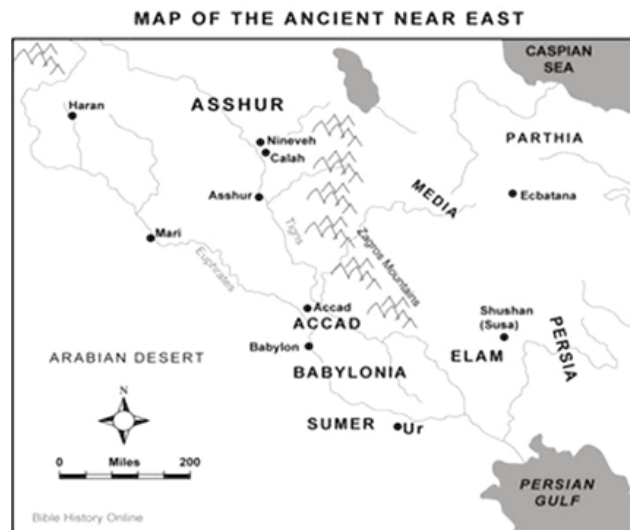 MAP OF THE ANCIENT NEAR EAST
CASPIAN
SEA
Haran
ASSHUR
Nineveh
Calah
PARTHIA
Asshur
MEDIA
Ecbatana
Mari
Tigris
Euphrates
Zagros Mountains
Accad
ACCAD
Shushan
(Susa)
PERSIA
Babylon
ELAM
ARABIAN DESERT
BABYLONIA
N
SUMER
Ur
0 Miles 200
PERSIAN
GULF
Bible History Online